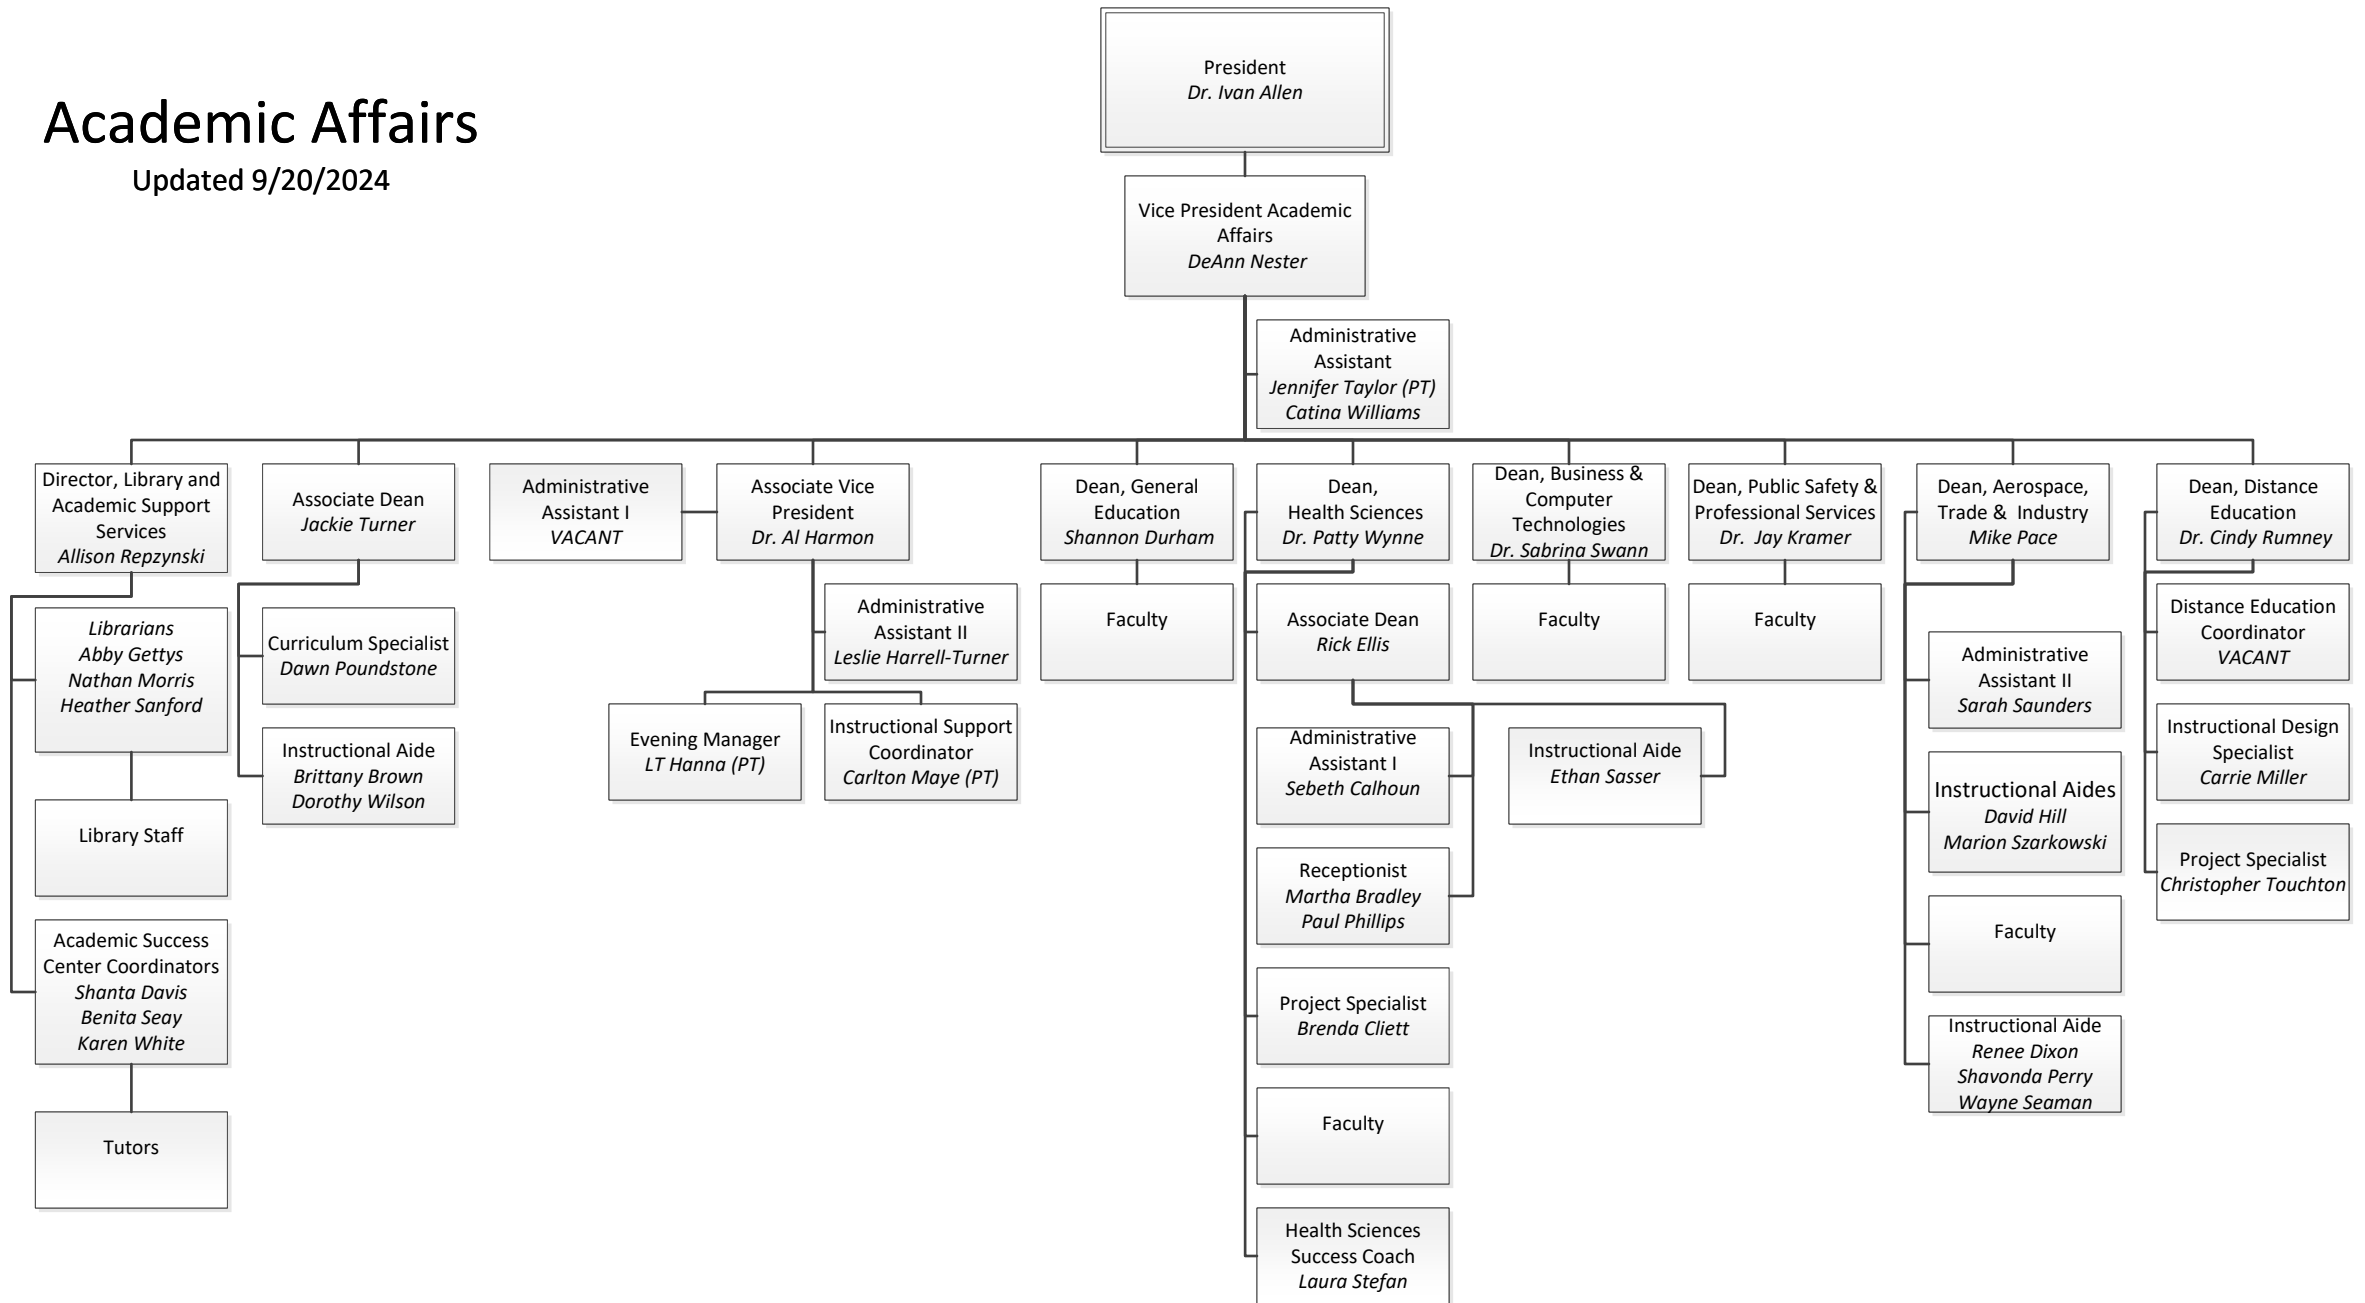 Academic Affairs
Updated 9/20/2024
President
Dr. Ivan Allen
Vice President Academic
Affairs
DeAnn Nester
Administrative
Assistant
Jennifer Taylor (PT)
Catina Williams
Director, Library and
Academic Support
Services
Allison Repzynski
Librarians
Abby Gettys
Nathan Morris
Heather Sanford
Library Staff
Academic Success
Center Coordinators
Shanta Davis
Benita Seay
Karen White
Tutors
Associate Dean
Jackie Turner
Curriculum Specialist
Dawn Poundstone
Instructional Aide
Brittany Brown
Dorothy Wilson
Administrative
Assistant I
VACANT
Associate Vice
President
Dr. Al Harmon
Administrative
Assistant II
Leslie Harrell-Turner
Evening Manager
LT Hanna (PT)
Instructional Support
Coordinator
Carlton Maye (PT)
Dean, General
Education
Shannon Durham
Faculty
Dean,
Health Sciences
Dr. Patty Wynne
Associate Dean
Rick Ellis
Administrative
Assistant I
Sebeth Calhoun
Instructional Aide
Ethan Sasser
Receptionist
Martha Bradley
Paul Phillips
Project Specialist
Brenda Cliett
Faculty
Health Sciences
Success Coach
Laura Stefan
Dean, Business &
Computer
Technologies
Dr. Sabrina Swann
Faculty
Dean, Public Safety &
Professional Services
Dr. Jay Kramer
Faculty
Dean, Aerospace,
Trade & Industry
Mike Pace
Administrative
Assistant II
Sarah Saunders
Instructional Aides
David Hill
Marion Szarkowski
Faculty
Instructional Aide
Renee Dixon
Shavonda Perry
Wayne Seaman
Dean, Distance
Education
Dr. Cindy Rumney
Distance Education
Coordinator
VACANT
Instructional Design
Specialist
Carrie Miller
Project Specialist
Christopher Touchton